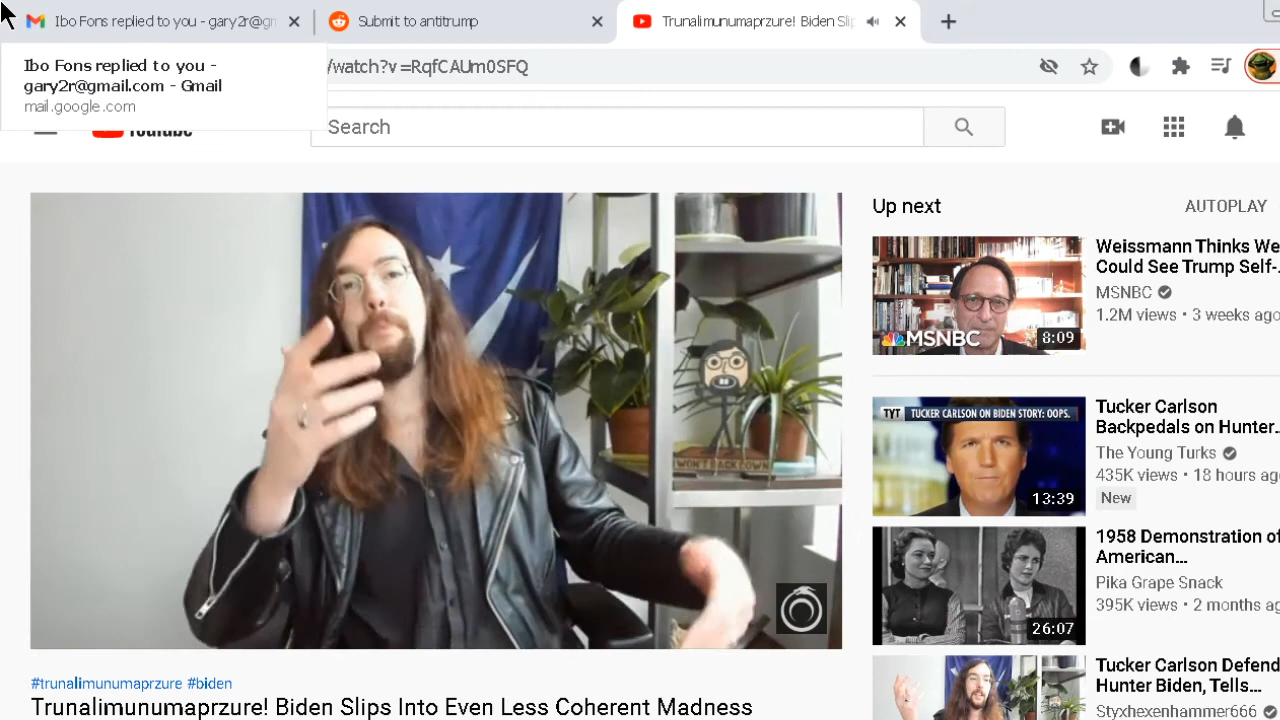 Ibo Fons replied to you - gary2r@gm
Submit to antitrump
Trunalimunumaprzure! Biden Slip
Ibo Fons replied to you -
gary2r@gmail.com - Gmail
mail.google.com
/watch?v=RqfCAUm0SFQ
YouTube
Search
Up next
AUTOPLAY
Weissmann Thinks We
Could See Trump Self-
MSNBC
1.2M views • 3 weeks ago
MSNBC
8:09
TYT TUCKER CARLSON ON BIDEN STORY: OOPS.
13:39
Tucker Carlson
Backpedals on Hunter...
The Young Turks
435K views • 18 hours ago
New
I WON'T BACK DOWN
26:07
1958 Demonstration of
American...
Pika Grape Snack
395K views • 2 months ago
Tucker Carlson Defend
Hunter Biden, Tells...
Styxhexenhammer666
#trunalimunumaprzure #biden
Trunalimunumaprzure! Biden Slips Into Even Less Coherent Madness